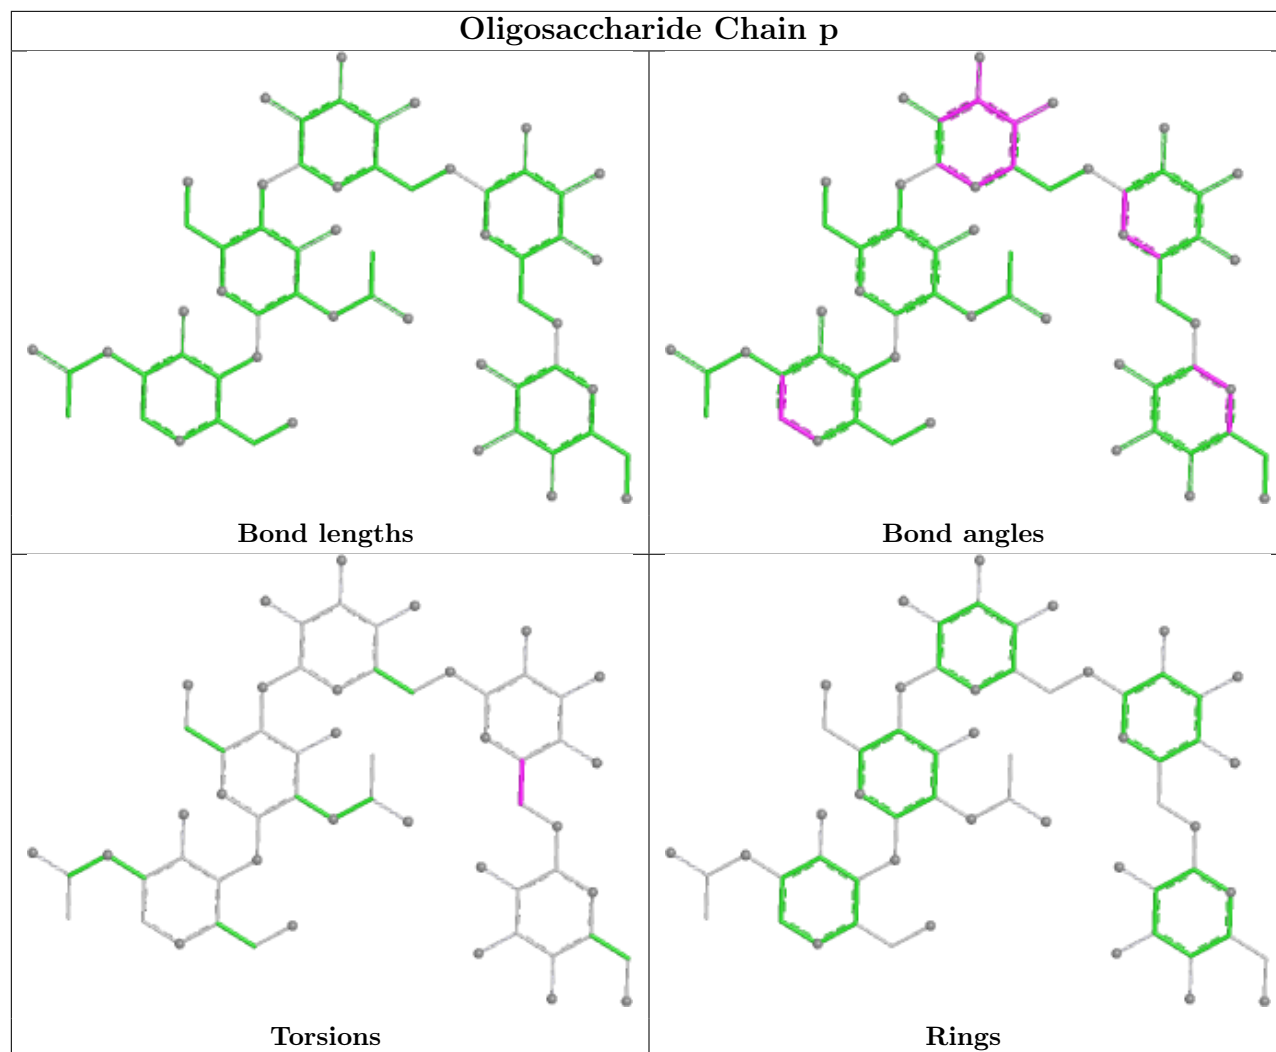 Oligosaccharide Chain p
Bond lengths
Bond angles
Torsions
Rings